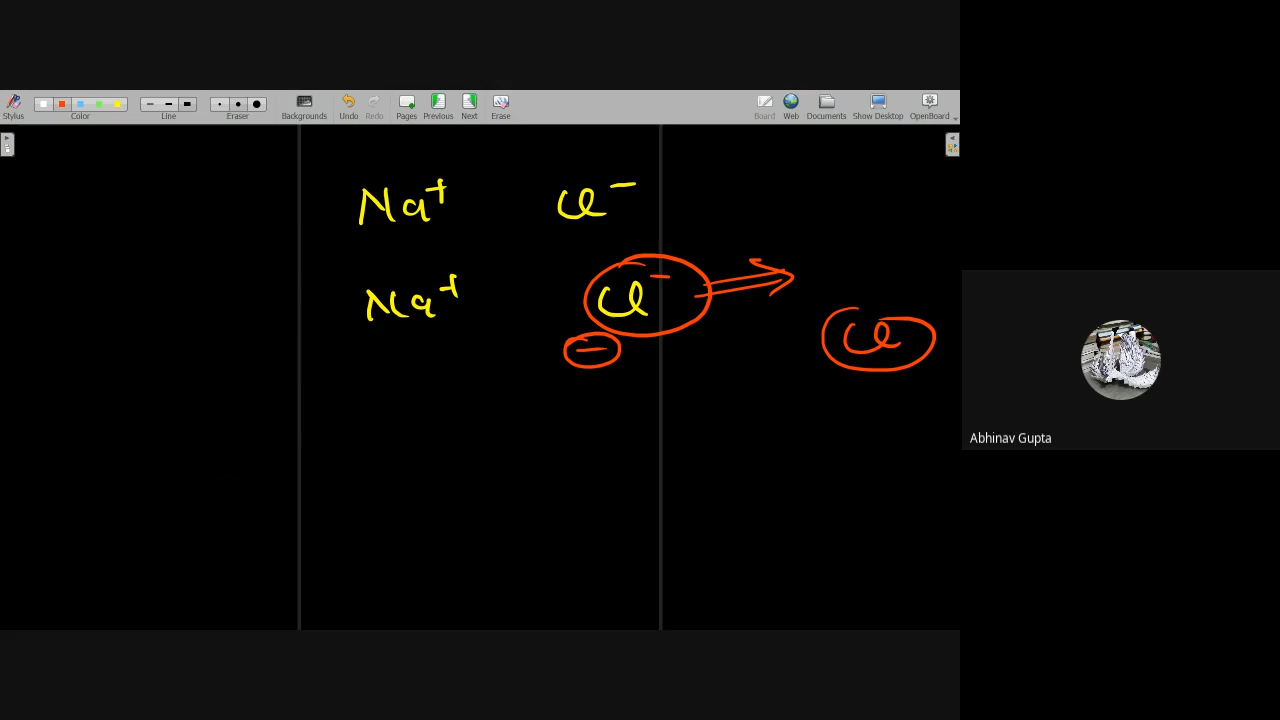 Stylus Color Line Eraser Backgrounds Undo Redo Pages Previous Next Erase Board Web Documents Show Desktop OpenBoard
Na⁺ Cl⁻
Na⁺ Cl⁻
−
Cl
Abhinav Gupta